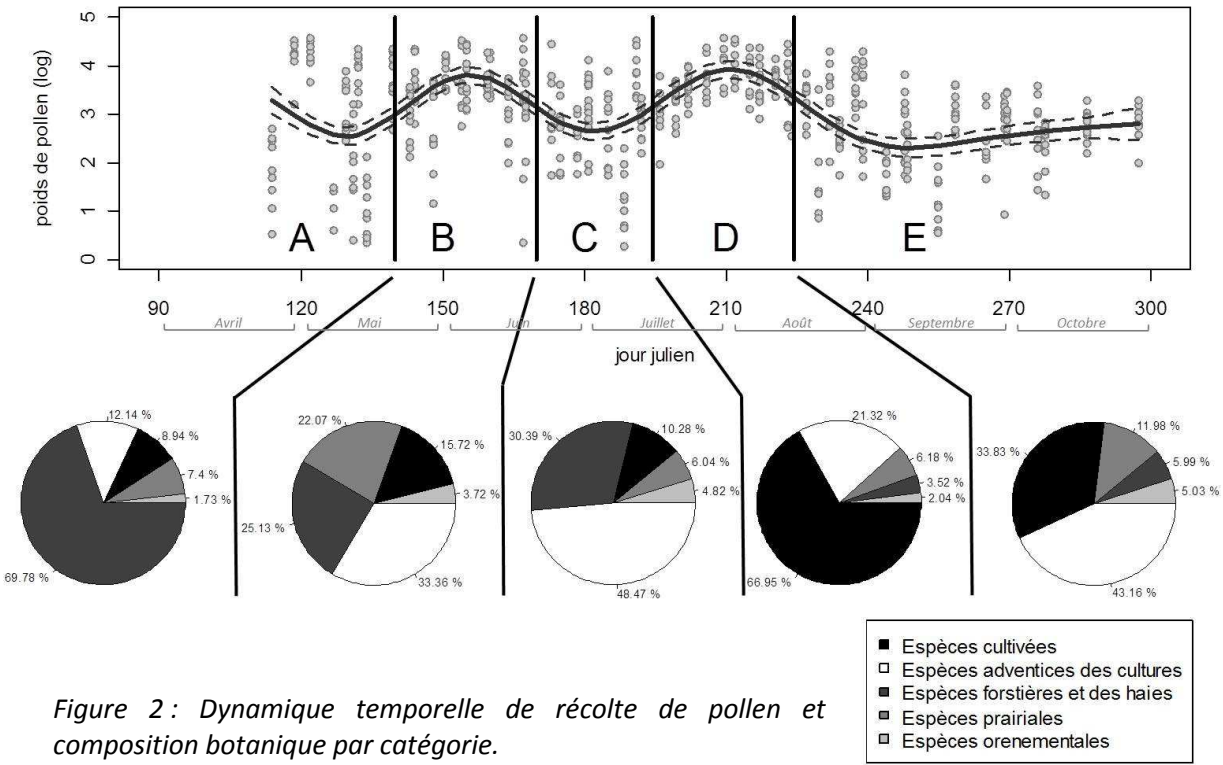 5
4
3
2
1
0
poids de pollen (log)
A B C D E
90 120 150 180 210 240 270 300
Avril Mai Juin Juillet Août Septembre Octobre
jour julien
12.14 %
8.94 %
7.4 %
1.73 %
69.78 %
22.07 %
15.72 %
3.72 %
25.13 %
33.36 %
30.39 %
10.28 %
6.04 %
4.82 %
48.47 %
21.32 %
6.18 %
3.52 %
2.04 %
66.95 %
33.83 %
11.98 %
5.99 %
5.03 %
43.16 %
Espèces cultivées
Espèces adventices des cultures
Espèces forstières et des haies
Espèces prairiales
Espèces orenementales
Figure 2 : Dynamique temporelle de récolte de pollen et
composition botanique par catégorie.